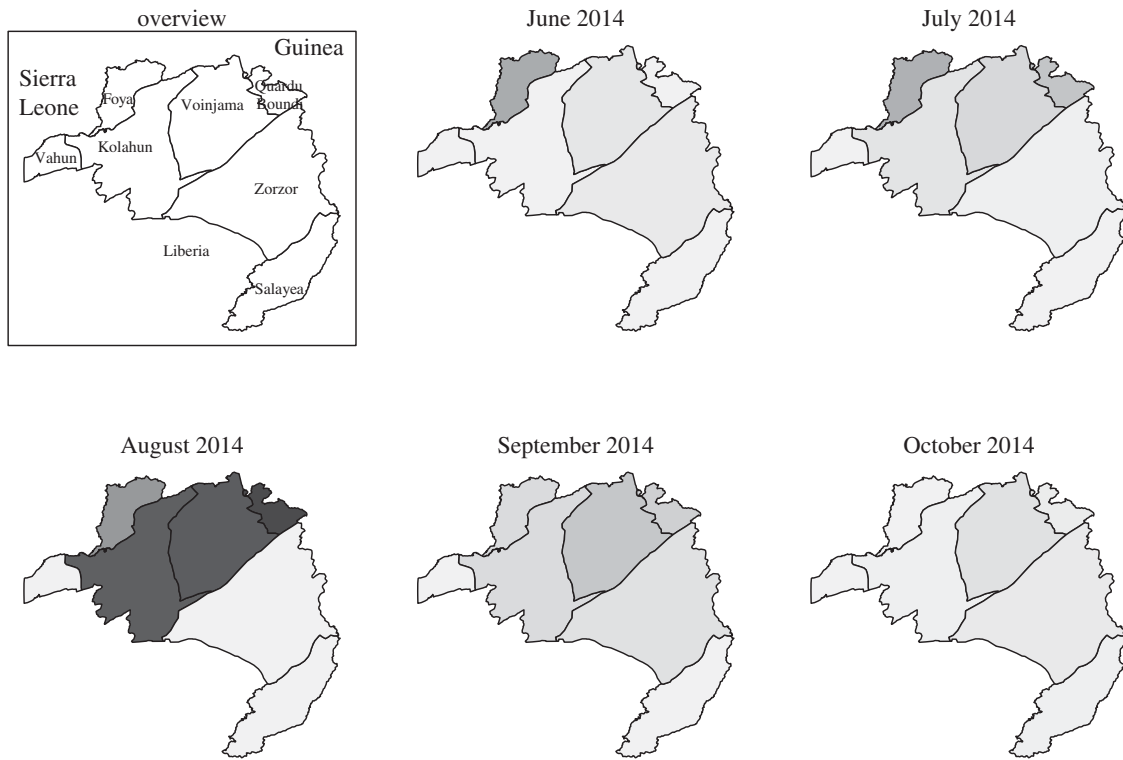 overview
Guinea
Sierra
Leone
Foya
Voinjama
Quardu
Bound
Vahun
Kolahun
Zorzor
Liberia
Salayea
June 2014
July 2014
August 2014
September 2014
October 2014